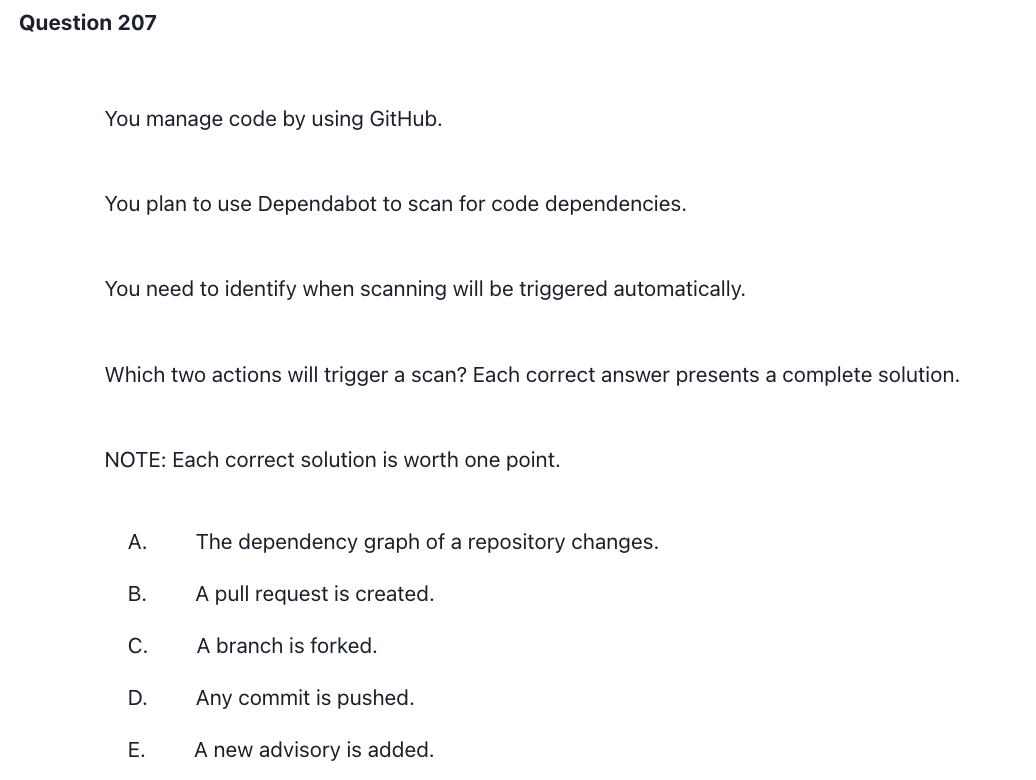 Question 207
You manage code by using GitHub.
You plan to use Dependabot to scan for code dependencies.
You need to identify when scanning will be triggered automatically.
Which two actions will trigger a scan? Each correct answer presents a complete solution.
NOTE: Each correct solution is worth one point.
A. The dependency graph of a repository changes.
B. A pull request is created.
C. A branch is forked.
D. Any commit is pushed.
E. A new advisory is added.